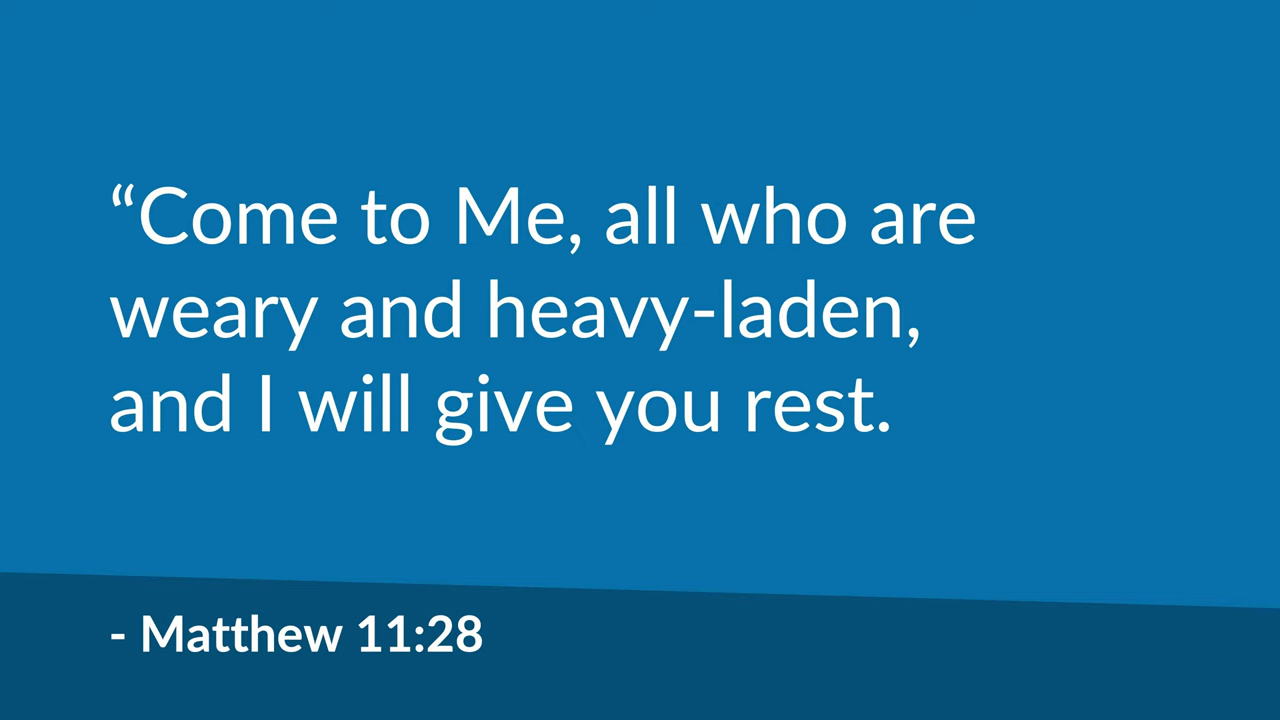 “Come to Me, all who are
weary and heavy-laden,
and I will give you rest.
- Matthew 11:28